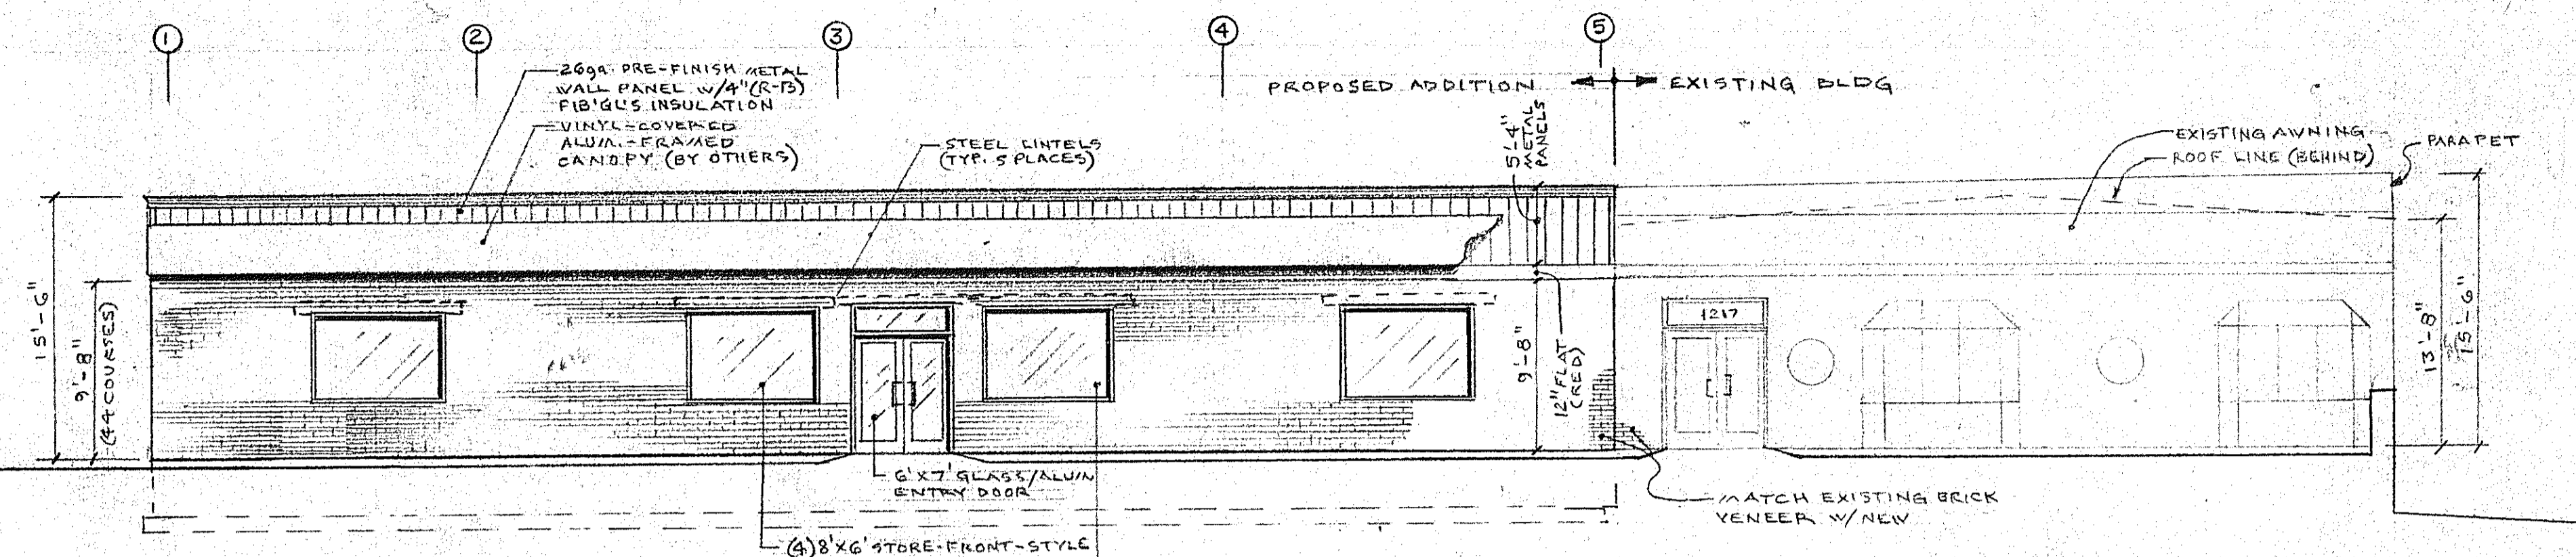 1
2
3
4
5
26ga. PRE-FINISH METAL
WALL PANEL W/4"(R-13)
FIB'GL'S INSULATION
VINYL-COVERED
ALUM.-FRAMED
CANOPY (BY OTHERS)
STEEL LINTELS
(TYP. 5 PLACES)
PROPOSED ADDITION
EXISTING BLDG
5'-4"
METAL
PANELS
EXISTING AWNING
ROOF LINE (BEHIND)
PARAPET
15'-6"
9'-8"
(44 COURSES)
9'-8"
12" FLAT
(RED)
1217
13'-8"
15'-6"
6'X7' GLASS/ALUM
ENTRY DOOR
MATCH EXISTING BRICK
VENEER W/ NEW
(4) 8'X6' STORE-FRONT-STYLE